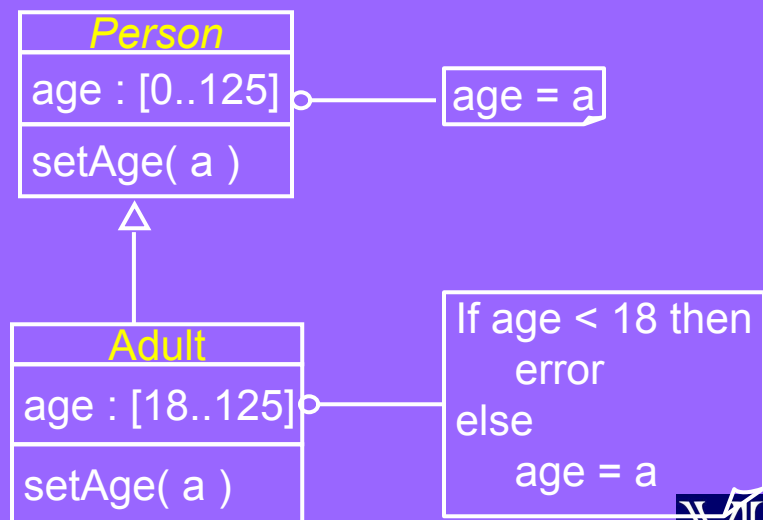 Person
age : [0..125]
age = a
setAge( a )
Adult
age : [18..125]
setAge( a )
If age < 18 then
error
else
age = a